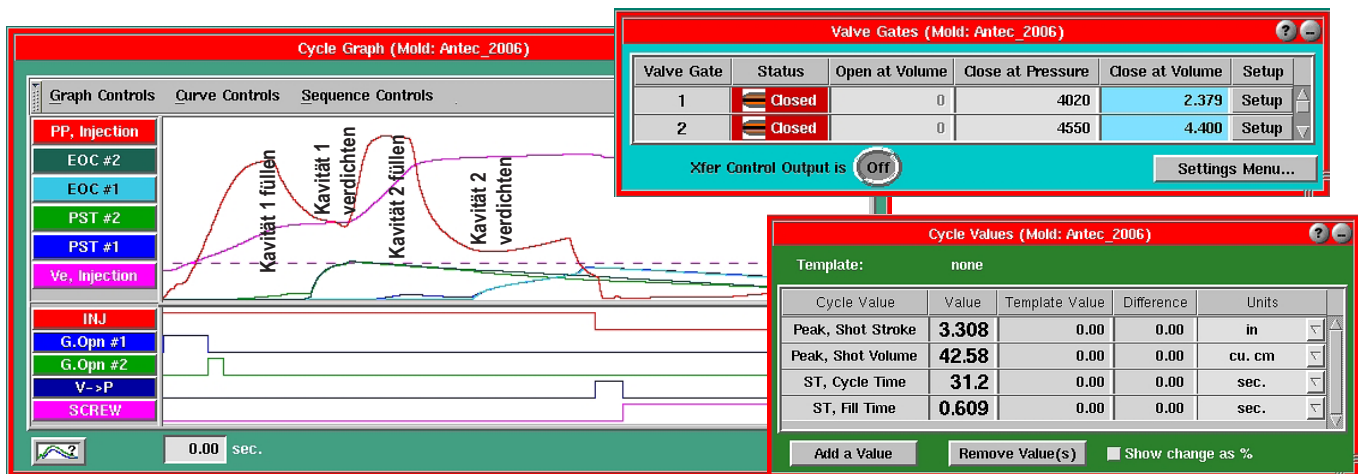 Cycle Graph (Mold: Antec_2006)
Graph Controls Curve Controls Sequence Controls
PP, Injection
EOC #2
EOC #1
PST #2
PST #1
Ve, Injection
Kavität 1 füllen
Kavität 1
verdichten
Kavität 2 füllen
Kavität 2
verdichten
INJ
G.Opn #1
G.Opn #2
V->P
SCREW
? 0.00 sec.
Valve Gates (Mold: Antec_2006) ? –
Valve Gate Status Open at Volume Close at Pressure Close at Volume Setup
1 Closed 0 4020 2.379 Setup
2 Closed 0 4550 4.400 Setup
Xfer Control Output is Off Settings Menu...
Cycle Values (Mold: Antec_2006) ? –
Template: none
Cycle Value Value Template Value Difference Units
Peak, Shot Stroke 3.308 0.00 0.00 in
Peak, Shot Volume 42.58 0.00 0.00 cu. cm
ST, Cycle Time 31.2 0.00 0.00 sec.
ST, Fill Time 0.609 0.00 0.00 sec.
Add a Value Remove Value(s) Show change as %